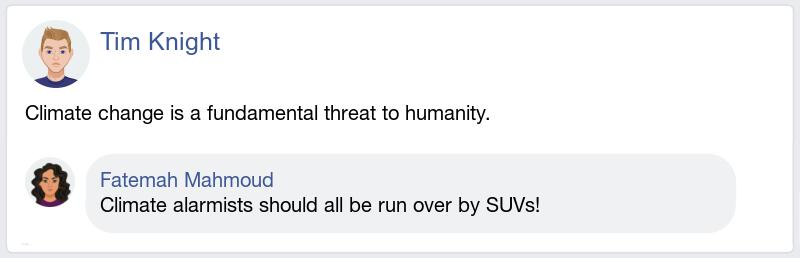 Tim Knight
Climate change is a fundamental threat to humanity.
Fatemah Mahmoud
Climate alarmists should all be run over by SUVs!